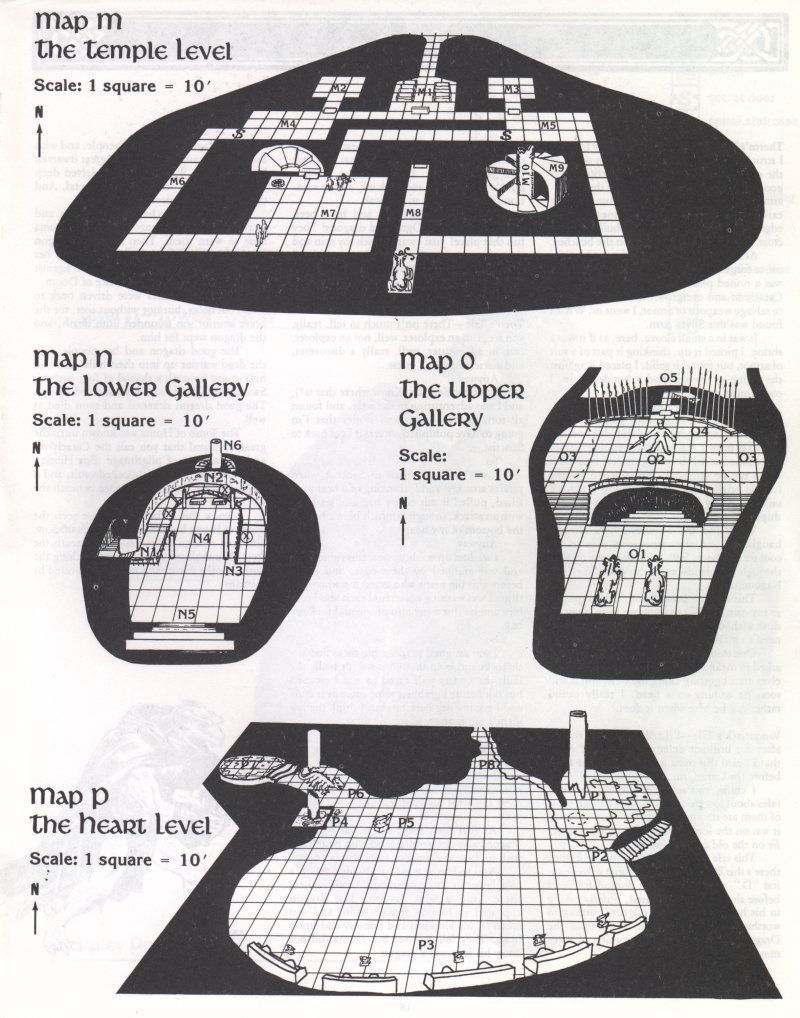 Map M
The Temple Level
Scale: 1 square = 10'
N
M1
M2
M3
M4
M5
S
S
M6
M7
M8
M9
M10
Map N
The Lower Gallery
Scale: 1 square = 10'
N
N6
N2
N1
N4
N3
N5
Map O
The Upper
Gallery
Scale:
1 square = 10'
N
O5
O4
O3
O2
O3
O1
Map P
The Heart Level
Scale: 1 square = 10'
N
P8
P6
P4
P5
P2
P3